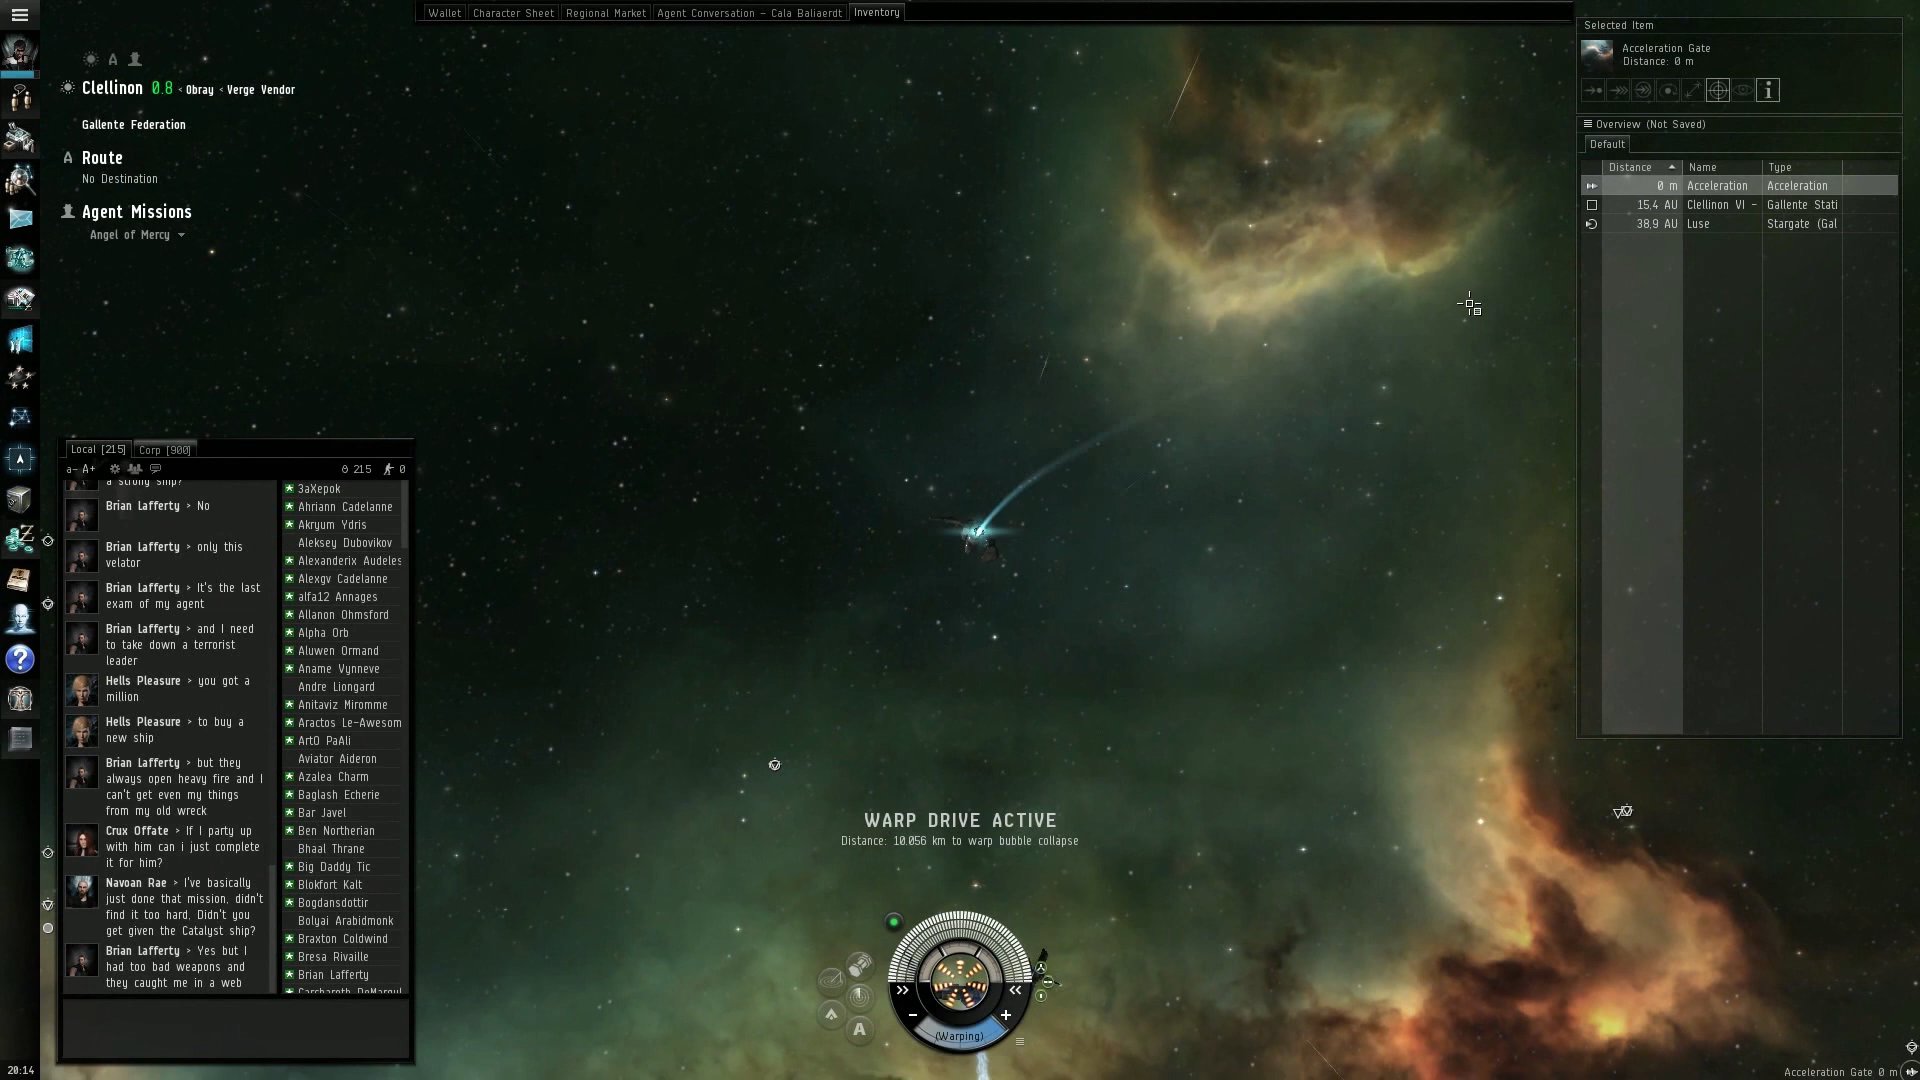 Wallet
Character Sheet
Regional Market
Agent Conversation - Cala Baliaerdt
Inventory
A
Clellinon 0.8 < Obray < Verge Vendor
Gallente Federation
A Route
No Destination
Agent Missions
Angel of Mercy
Local [215]
Corp [900]
a- A+
215
0
a strong ship?
Brian Lafferty > No
Brian Lafferty > only this
velator
Brian Lafferty > It's the last
exam of my agent
Brian Lafferty > and I need
to take down a terrorist
leader
Hells Pleasure > you got a
million
Hells Pleasure > to buy a
new ship
Brian Lafferty > but they
always open heavy fire and I
can't get even my things
from my old wreck
Crux Offate > If I party up
with him can i just complete
it for him?
Navoan Rae > I've basically
just done that mission, didn't
find it too hard, Didn't you
get given the Catalyst ship?
Brian Lafferty > Yes but I
had too bad weapons and
they caught me in a web
3aXepok
Ahriann Cadelanne
Akryum Ydris
Aleksey Dubovikov
Alexanderix Audeles
Alexgv Cadelanne
alfa12 Annages
Allanon Ohmsford
Alpha Orb
Aluwen Ormand
Aname Vynneve
Andre Liongard
Anitaviz Miromme
Aractos Le-Awesom
ArtO PaAli
Aviator Aideron
Azalea Charm
Baglash Echerie
Bar Javel
Ben Northerian
Bhaal Thrane
Big Daddy Tic
Blokfort Kalt
Bogdansdottir
Bolyai Arabidmonk
Braxton Coldwind
Bresa Rivaille
Brian Lafferty
WARP DRIVE ACTIVE
Distance: 10.056 km to warp bubble collapse
A
(Warping)
Selected Item
Acceleration Gate
Distance: 0 m
Overview (Not Saved)
Default
Distance Name Type
0 m Acceleration Acceleration
15,4 AU Clellinon VI - Gallente Stati
38,9 AU Luse Stargate (Gal
20:14
Acceleration Gate 0 m